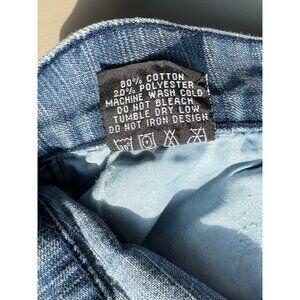 80% COTTON
20% POLYESTER
MACHINE WASH COLD
DO NOT BLEACH
TUMBLE DRY LOW
DO NOT IRON DESIGN